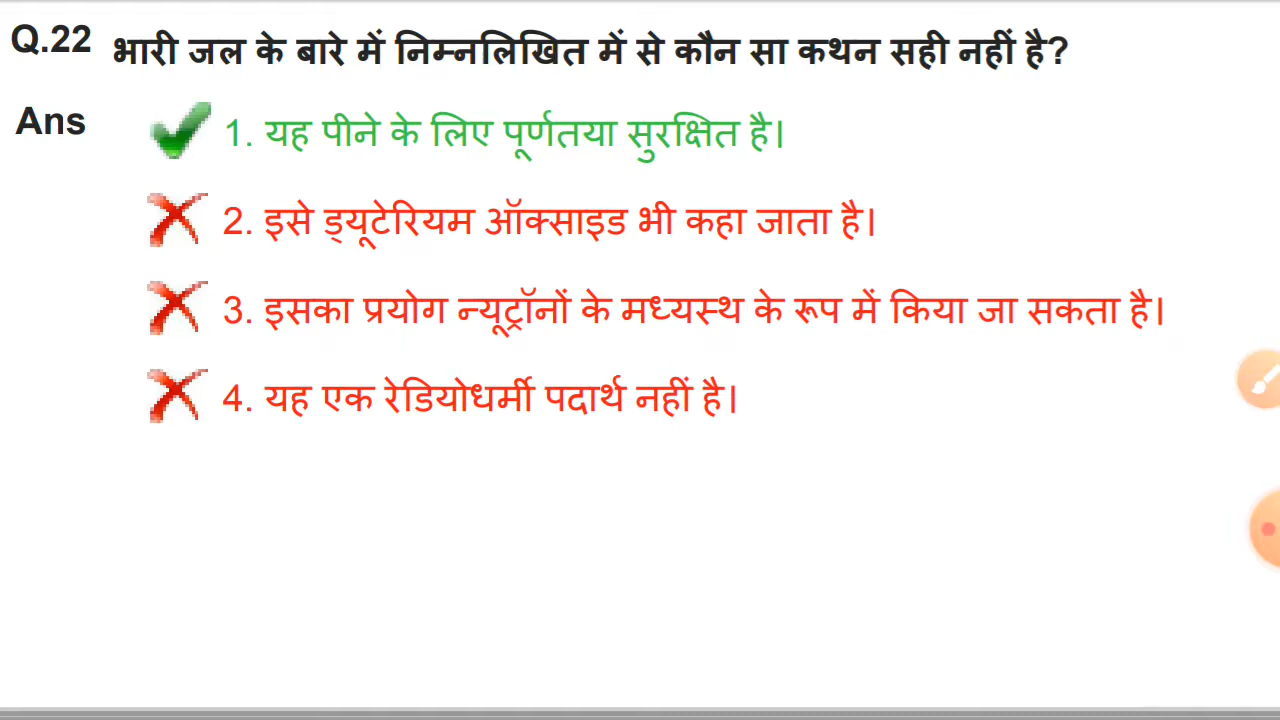 Q.22 भारी जल के बारे में निम्नलिखित में से कौन सा कथन सही नहीं है?
Ans 1. यह पीने के लिए पूर्णतया सुरक्षित है।
2. इसे ड्यूटेरियम ऑक्साइड भी कहा जाता है।
3. इसका प्रयोग न्यूट्रॉनों के मध्यस्थ के रूप में किया जा सकता है।
4. यह एक रेडियोधर्मी पदार्थ नहीं है।